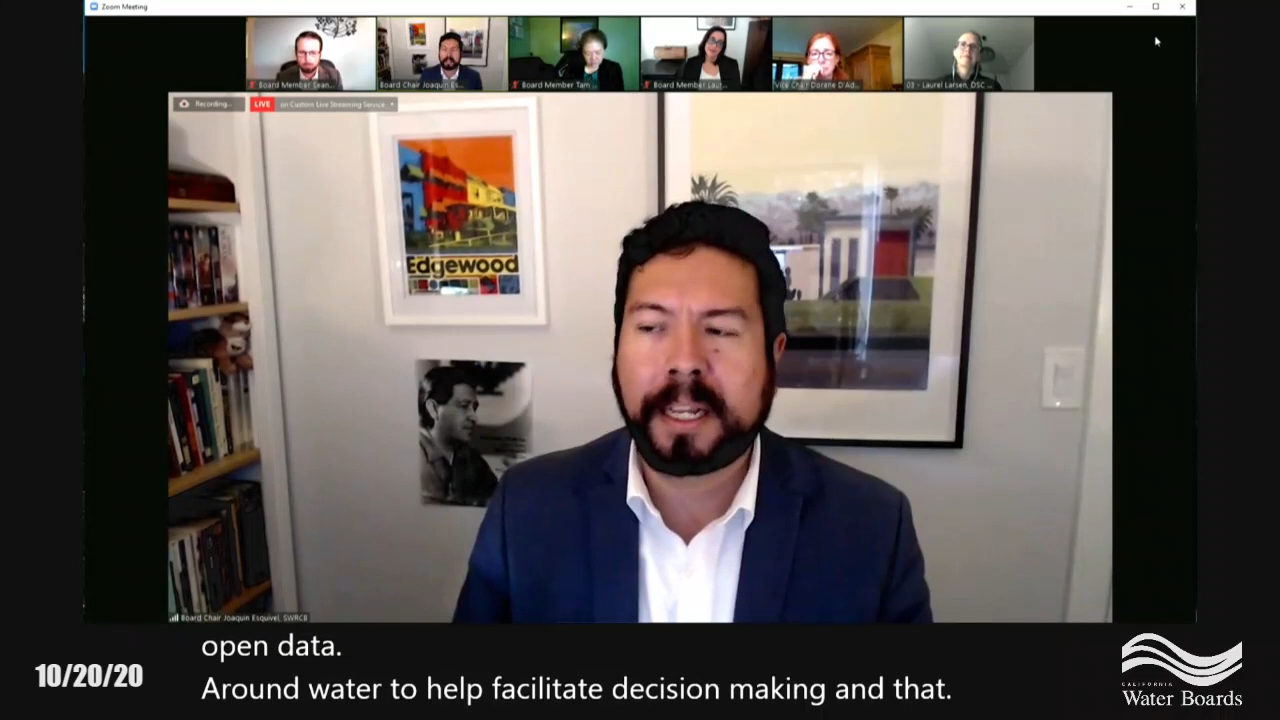 Zoom Meeting
Board Member Sean...
Board Chair Joaquin Es...
Board Member Tam...
Board Member Laur...
Vice Chair Dorene D'Ad...
03 - Laurel Larsen, DSC ...
Recording...
LIVE on Custom Live Streaming Service
Edgewood
Board Chair Joaquin Esquivel, SWRCB
open data.
Around water to help facilitate decision making and that.
10/20/20
CALIFORNIA
Water Boards